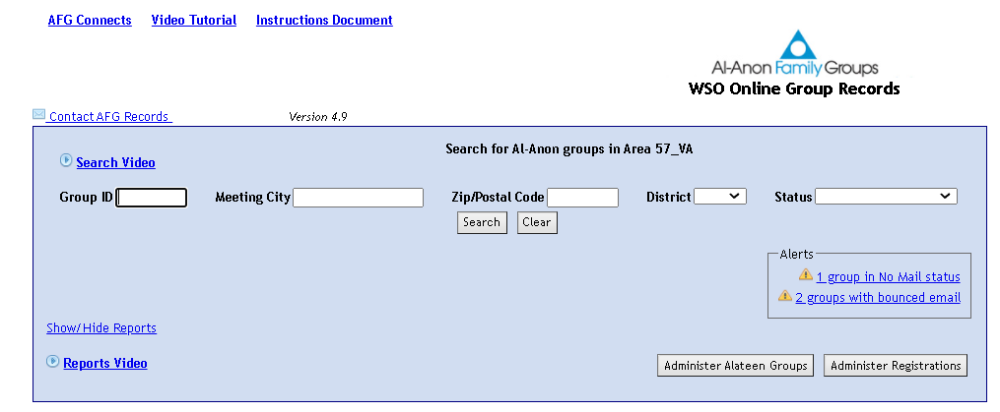 AFG Connects Video Tutorial Instructions Document
Al-Anon Family Groups
WSO Online Group Records
Contact AFG Records Version 4.9
Search for Al-Anon groups in Area 57_VA
Search Video
Group ID Meeting City Zip/Postal Code District Status
Search Clear
Alerts
1 group in No Mail status
2 groups with bounced email
Show/Hide Reports
Reports Video Administer Alateen Groups Administer Registrations